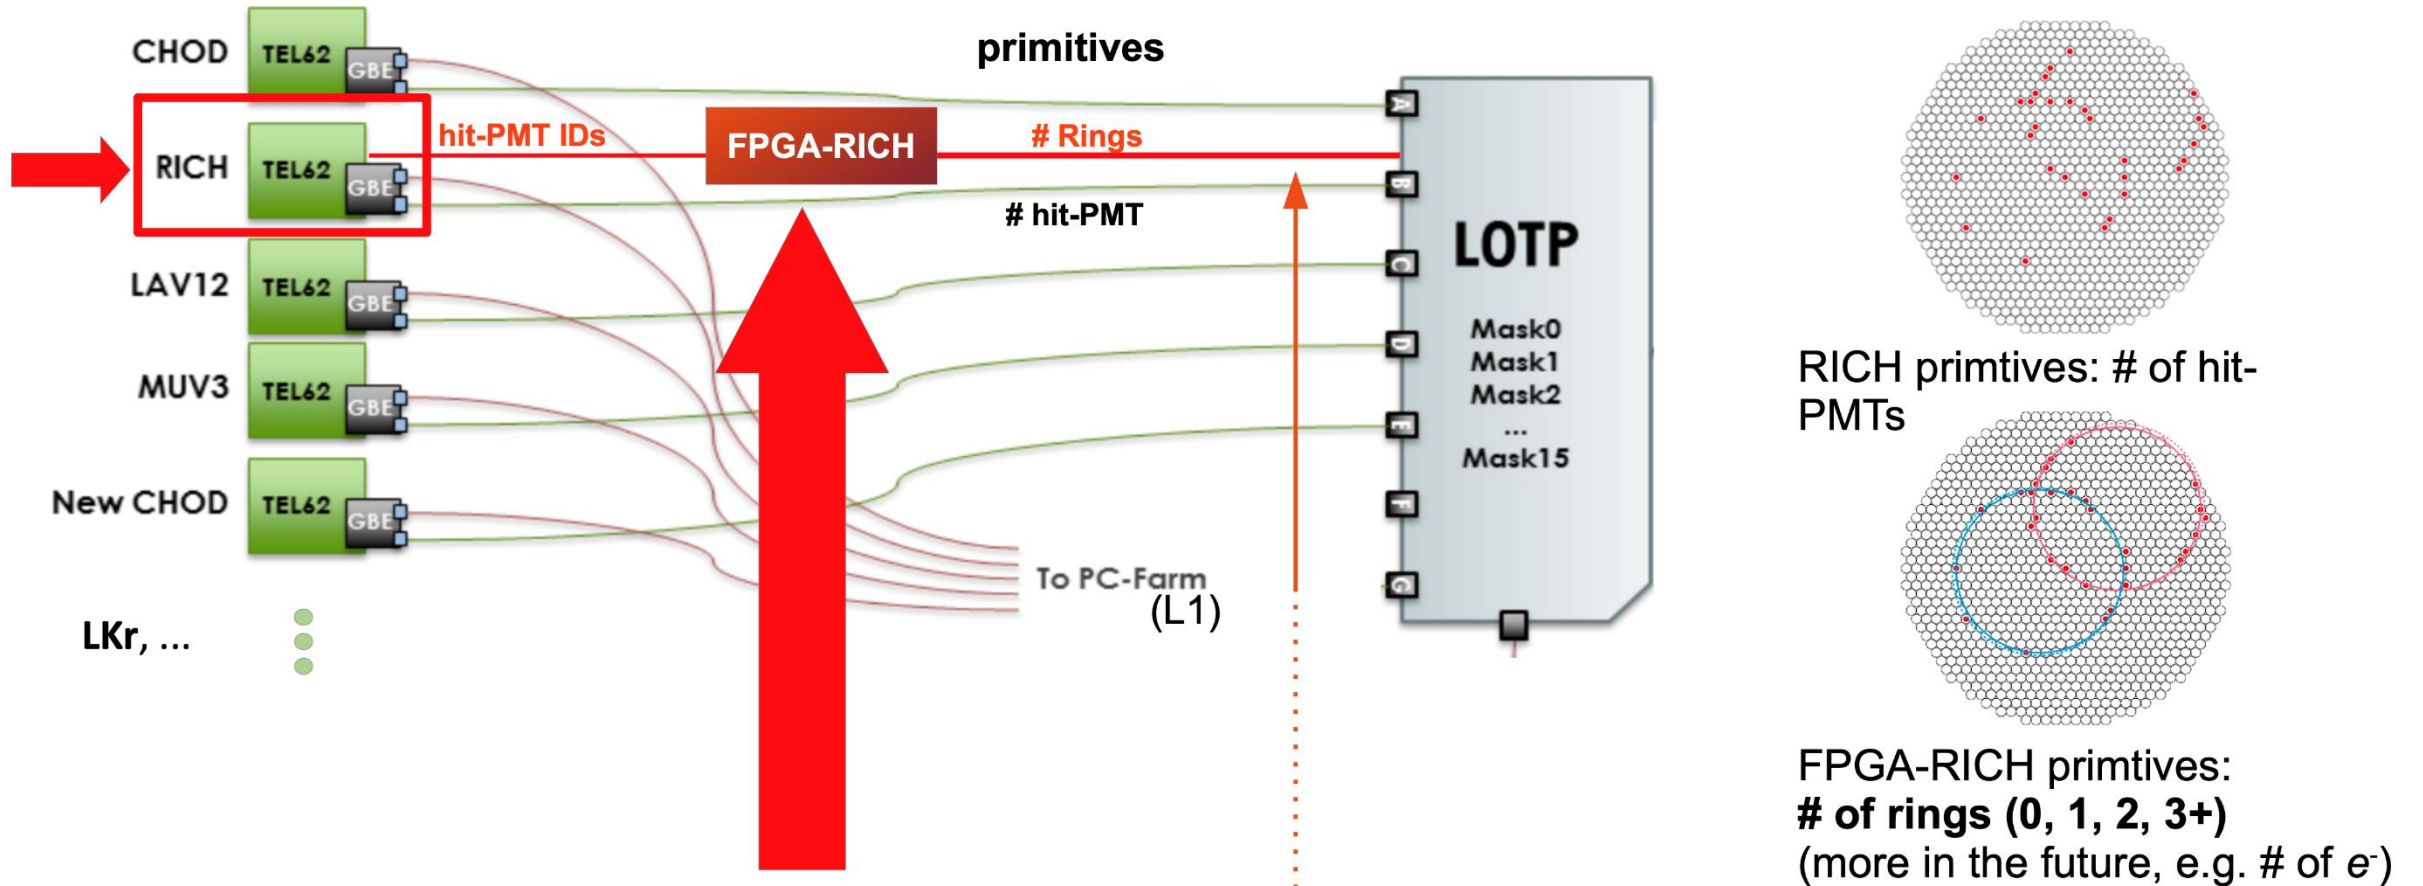 CHOD
TEL62
GBE
primitives
RICH
TEL62
GBE
hit-PMT IDs
FPGA-RICH
# Rings
# hit-PMT
LAV12
TEL62
GBE
MUV3
TEL62
GBE
New CHOD
TEL62
GBE
LKr, ...
To PC-Farm
(L1)
A
B
C
D
E
F
G
L0TP
Mask0
Mask1
Mask2
...
Mask15
RICH primtives: # of hit-
PMTs
FPGA-RICH primtives:
# of rings (0, 1, 2, 3+)
(more in the future, e.g. # of e-)